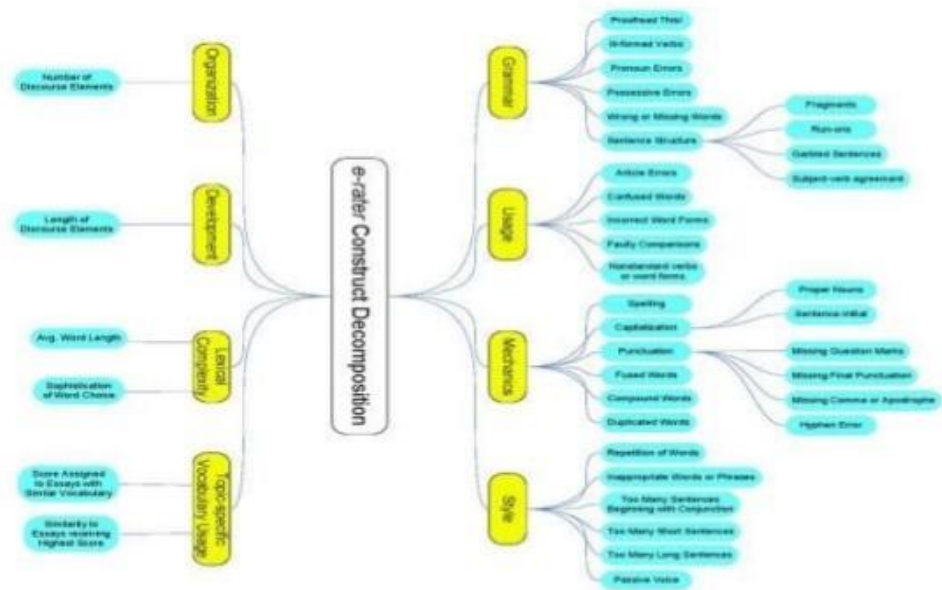 e-rater Construct Decomposition
Organization
Number of
Discourse Elements
Development
Length of
Discourse Elements
Lexical
Complexity
Avg. Word Length
Sophistication
of Word Choice
Topic-specific
Vocabulary Usage
Score Assigned
to Essays with
Similar Vocabulary
Similarity to
Essays receiving
Highest Score
Grammar
Proofread This!
Ill-formed Verbs
Pronoun Errors
Possessive Errors
Wrong or Missing Words
Sentence Structure
Fragments
Run-ons
Garbled Sentences
Subject-verb agreement
Usage
Article Errors
Confused Words
Incorrect Word Forms
Faulty Comparisons
Nonstandard verbs
or word forms
Mechanics
Spelling
Capitalization
Proper Nouns
Sentence-initial
Punctuation
Missing Question Marks
Missing Final Punctuation
Missing Comma or Apostrophe
Hyphen Error
Fused Words
Compound Words
Duplicated Words
Style
Repetition of Words
Inappropriate Words or Phrases
Too Many Sentences
Beginning with Conjunction
Too Many Short Sentences
Too Many Long Sentences
Passive Voice